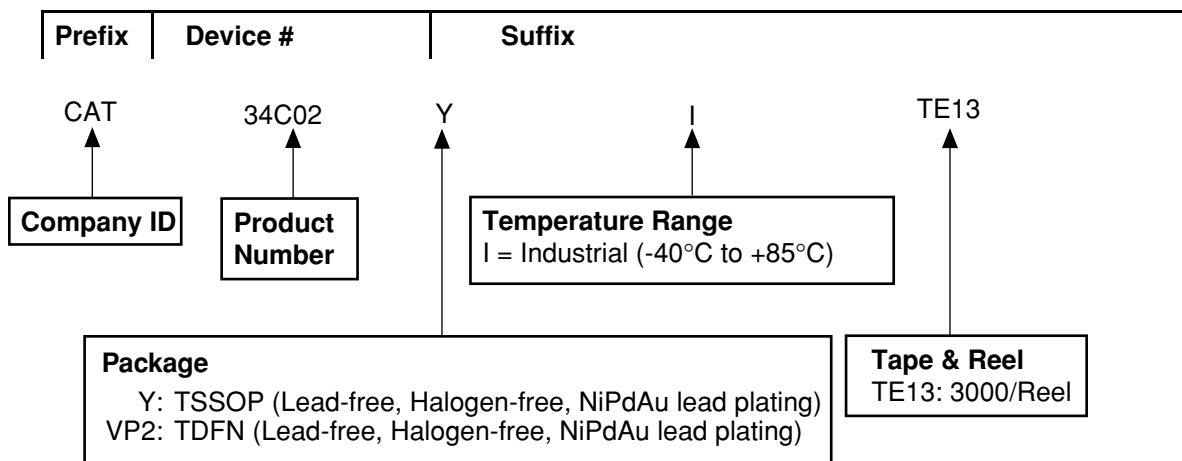 Prefix Device # Suffix
CAT 34C02 Y I TE13
Company ID
Product
Number
Temperature Range
I = Industrial (-40°C to +85°C)
Package
Y: TSSOP (Lead-free, Halogen-free, NiPdAu lead plating)
VP2: TDFN (Lead-free, Halogen-free, NiPdAu lead plating)
Tape & Reel
TE13: 3000/Reel